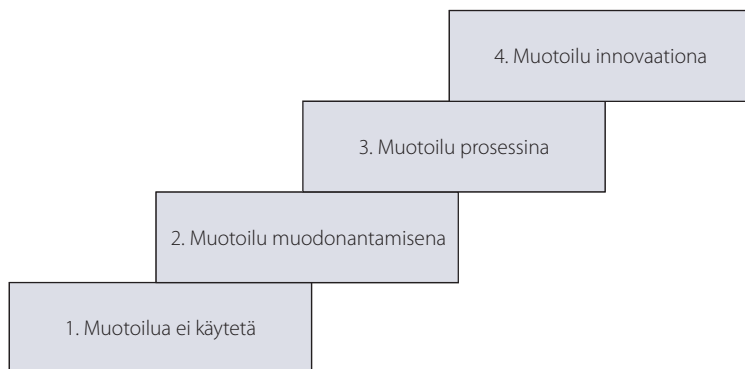 4. Muotoilu innovaationa
3. Muotoilu prosessina
2. Muotoilu muodonantamisena
1. Muotoilua ei käytetä